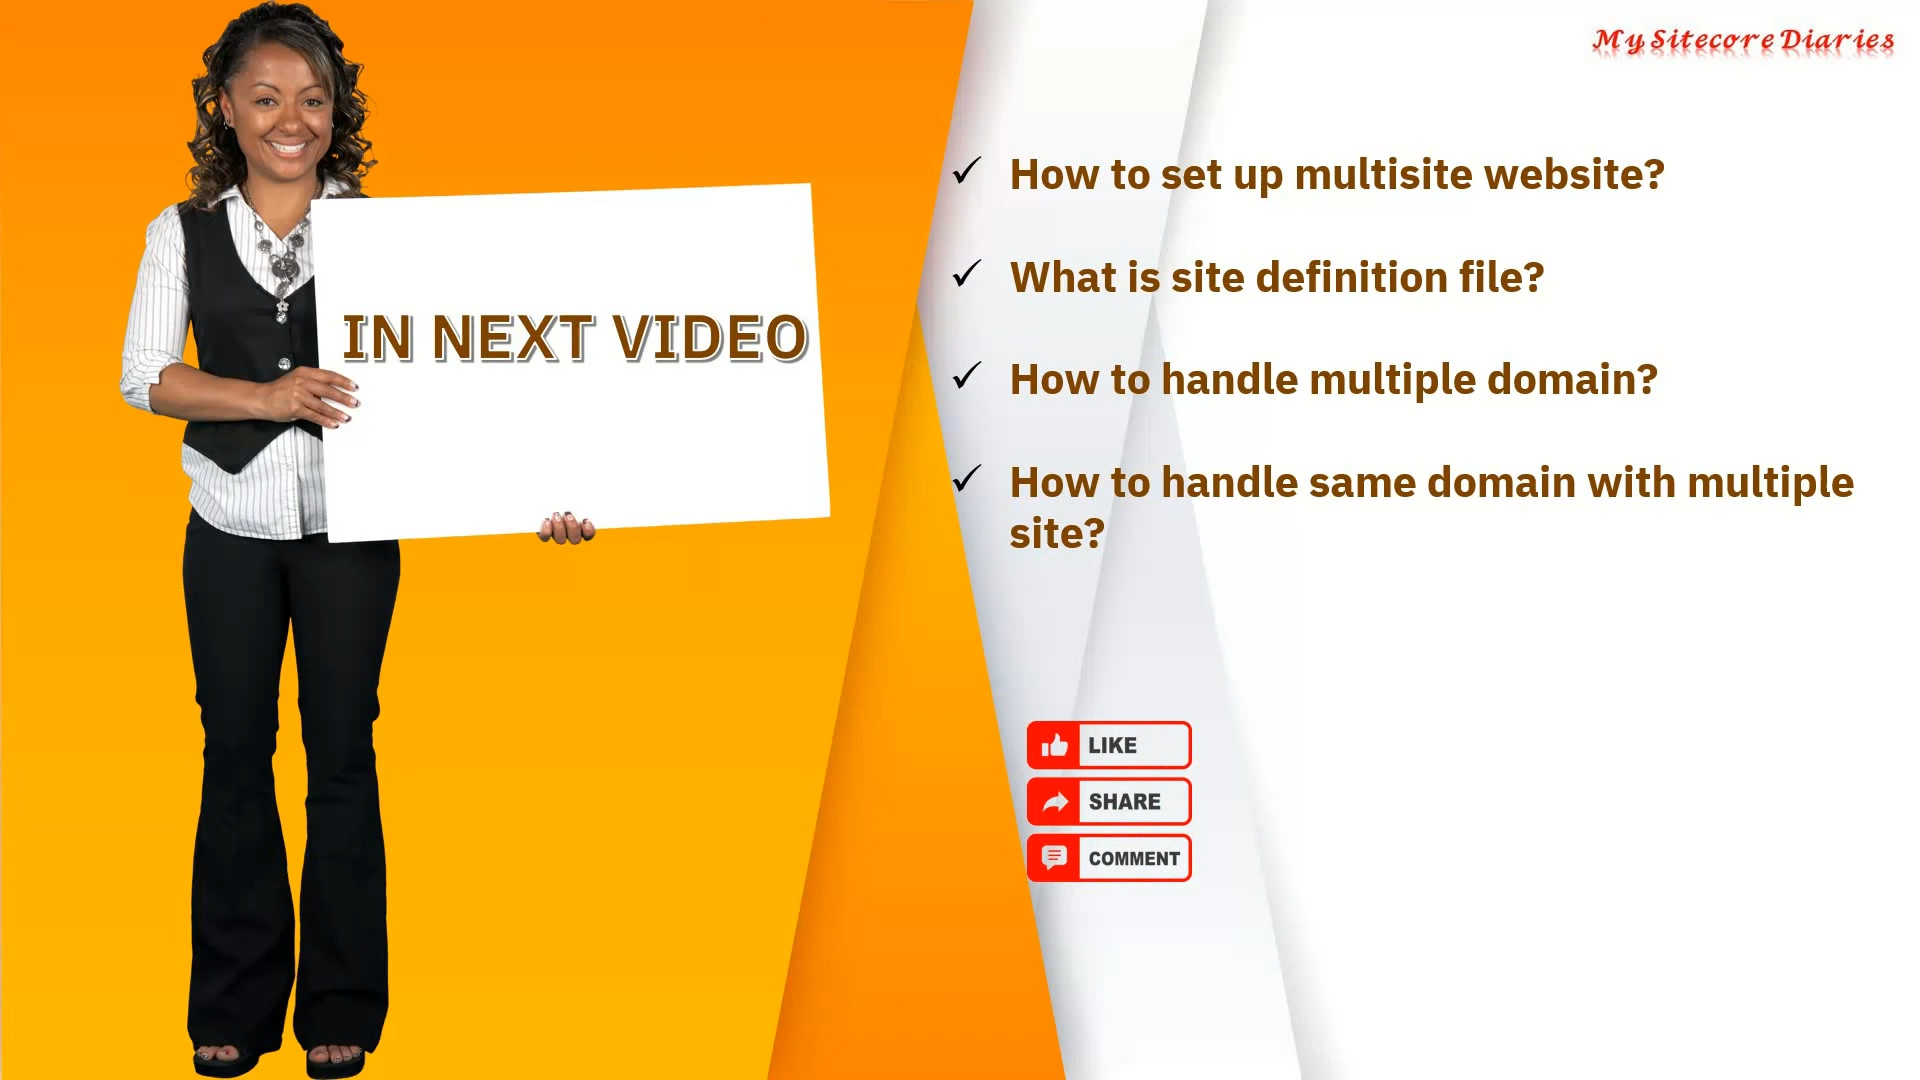 My Sitecore Diaries
IN NEXT VIDEO
How to set up multisite website?
What is site definition file?
How to handle multiple domain?
How to handle same domain with multiple
site?
LIKE
SHARE
COMMENT